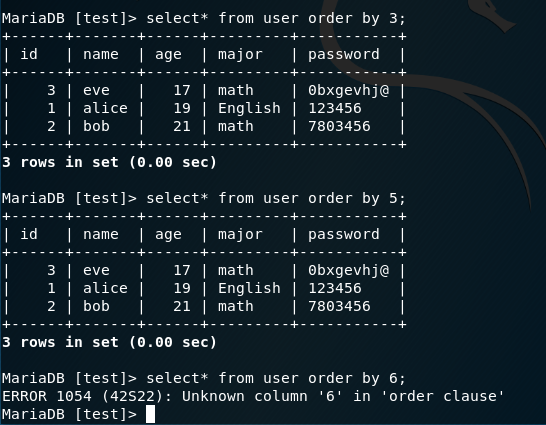 MariaDB [test]> select* from user order by 3;
+------+-------+------+---------+-----------+
| id   | name  | age  | major   | password  |
+------+-------+------+---------+-----------+
|    3 | eve   |   17 | math    | 0bxgevhj@ |
|    1 | alice |   19 | English | 123456    |
|    2 | bob   |   21 | math    | 7803456   |
+------+-------+------+---------+-----------+
3 rows in set (0.00 sec)

MariaDB [test]> select* from user order by 5;
+------+-------+------+---------+-----------+
| id   | name  | age  | major   | password  |
+------+-------+------+---------+-----------+
|    3 | eve   |   17 | math    | 0bxgevhj@ |
|    1 | alice |   19 | English | 123456    |
|    2 | bob   |   21 | math    | 7803456   |
+------+-------+------+---------+-----------+
3 rows in set (0.00 sec)

MariaDB [test]> select* from user order by 6;
ERROR 1054 (42S22): Unknown column '6' in 'order clause'
MariaDB [test]>